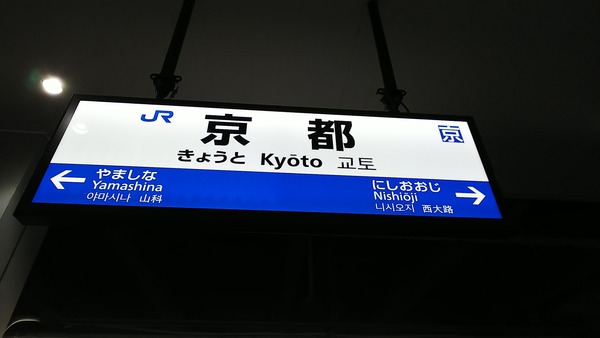 JR
京都
京
きょうと Kyōto 교토
やましな
Yamashina
야마시나 山科
にしおおじ
Nishiōji
니시오지 西大路